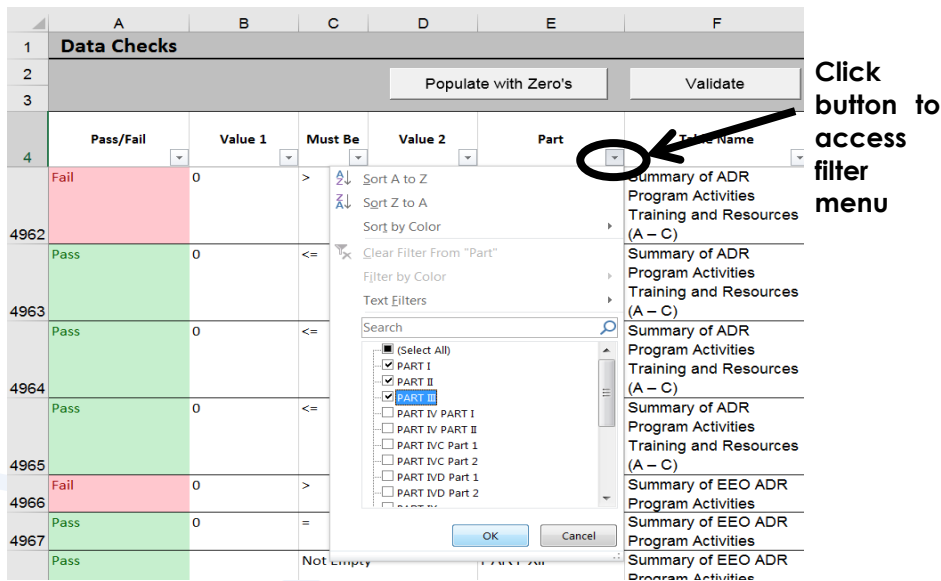 A B C D E F
1 Data Checks
2 Populate with Zero's Validate
3
4 Pass/Fail Value 1 Must Be Value 2 Part Table Name
Click
button to
access
filter
menu
4962 Fail 0 > Summary of ADR
Program Activities
Training and Resources
(A – C)
4963 Pass 0 <= Summary of ADR
Program Activities
Training and Resources
(A – C)
4964 Pass 0 <= Summary of ADR
Program Activities
Training and Resources
(A – C)
4965 Pass 0 <= Summary of ADR
Program Activities
Training and Resources
(A – C)
4966 Fail 0 > Summary of EEO ADR
Program Activities
4967 Pass 0 = Summary of EEO ADR
Program Activities
Pass Not Empty PART XII Summary of EEO ADR
Program Activities
Sort A to Z
Sort Z to A
Sort by Color
Clear Filter From "Part"
Filter by Color
Text Filters
Search
(Select All)
PART I
PART II
PART III
PART IV PART I
PART IV PART II
PART IVC Part 1
PART IVC Part 2
PART IVD Part 1
PART IVD Part 2
OK Cancel